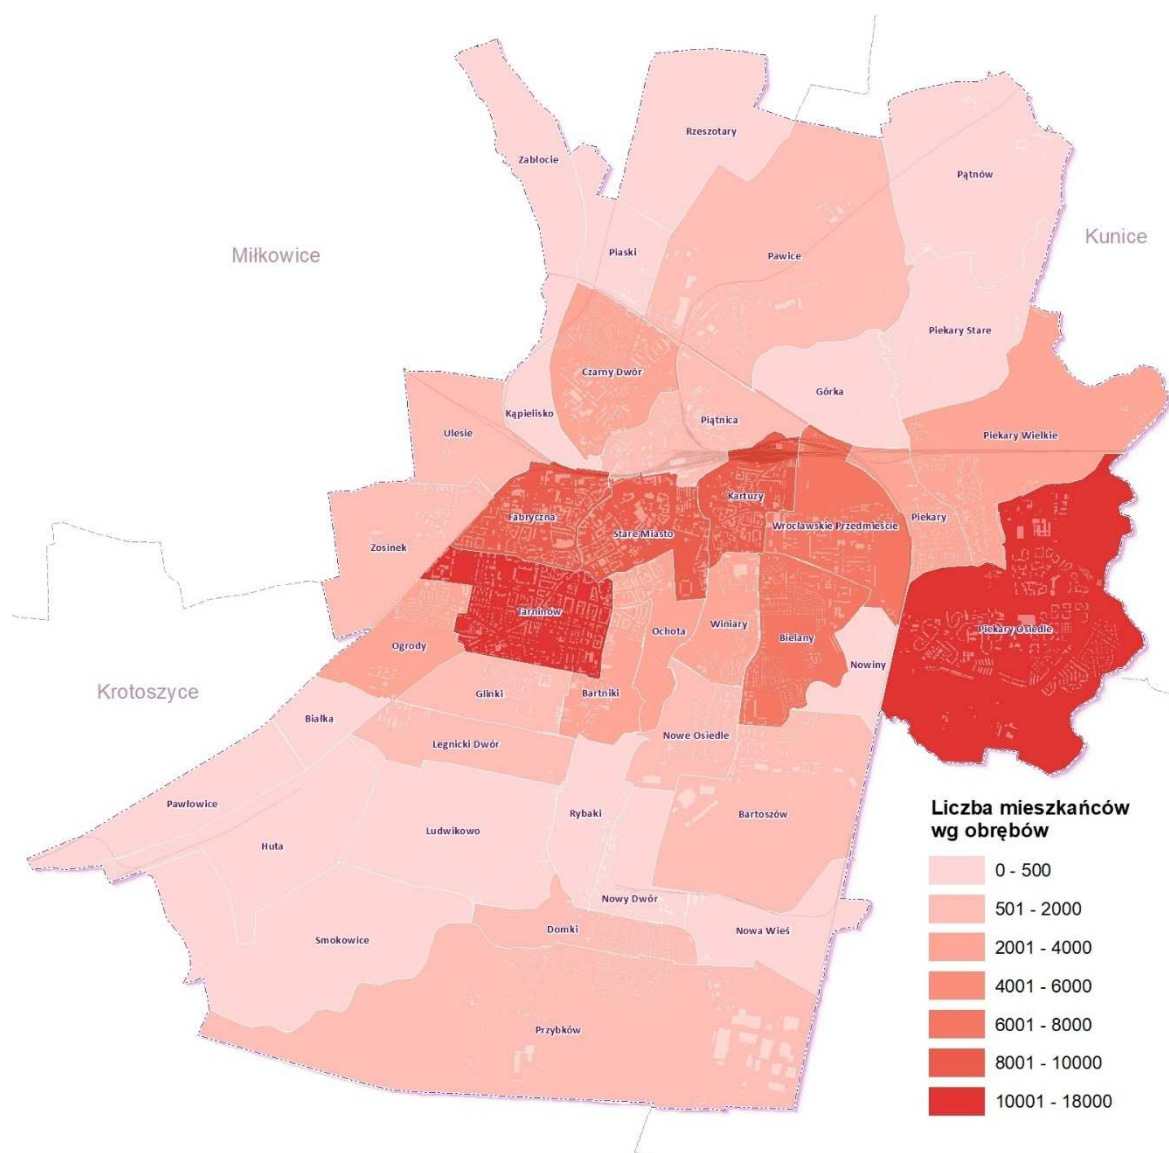 Zabłocie
Rzeszotary
Pątnów
Miłkowice
Piaski
Pawice
Kunice
Piekary Stare
Czarny Dwór
Górka
Kąpielisko
Piątnica
Ulesie
Piekary Wielkie
Kartuzy
Fabryczna
Stare Miasto
Wrocławskie Przedmieście
Piekary
Zosinek
Tarninów
Winiary
Ochota
Bielany
Piekary Osiedle
Ogrody
Nowiny
Krotoszyce
Glinki
Bartniki
Białka
Legnicki Dwór
Nowe Osiedle
Pawłowice
Rybaki
Bartoszów
Ludwikowo
Huta
Nowy Dwór
Smokowice
Domki
Nowa Wieś
Przybków
Liczba mieszkańców
wg obrębów
0 - 500
501 - 2000
2001 - 4000
4001 - 6000
6001 - 8000
8001 - 10000
10001 - 18000